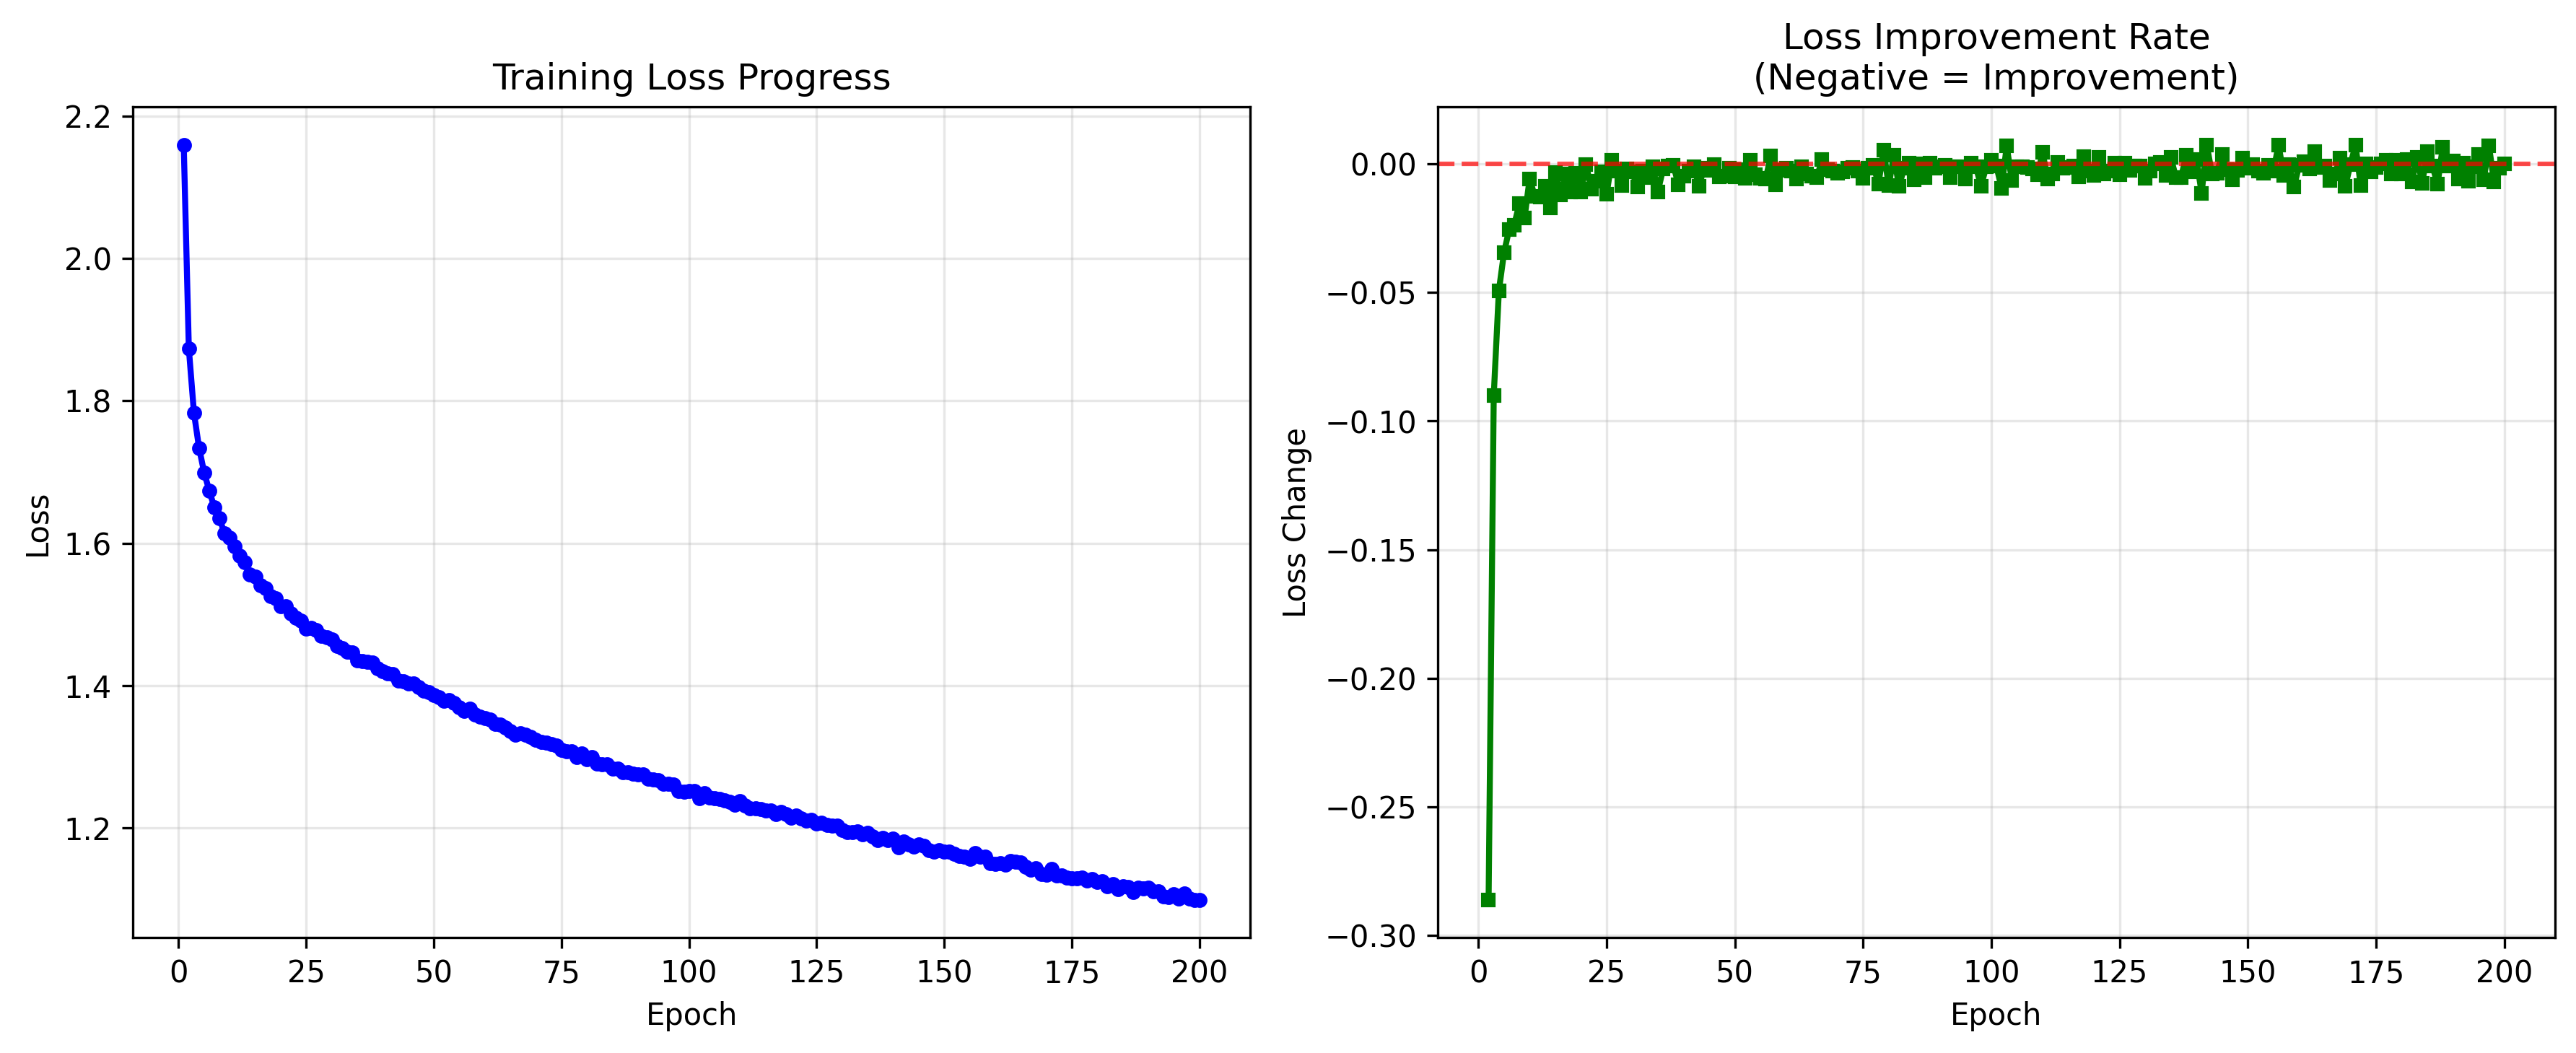 Training Loss Progress
2.2
2.0
1.8
1.6
1.4
1.2
Loss
0 25 50 75 100 125 150 175 200
Epoch
Loss Improvement Rate
(Negative = Improvement)
0.00
−0.05
−0.10
−0.15
−0.20
−0.25
−0.30
Loss Change
0 25 50 75 100 125 150 175 200
Epoch